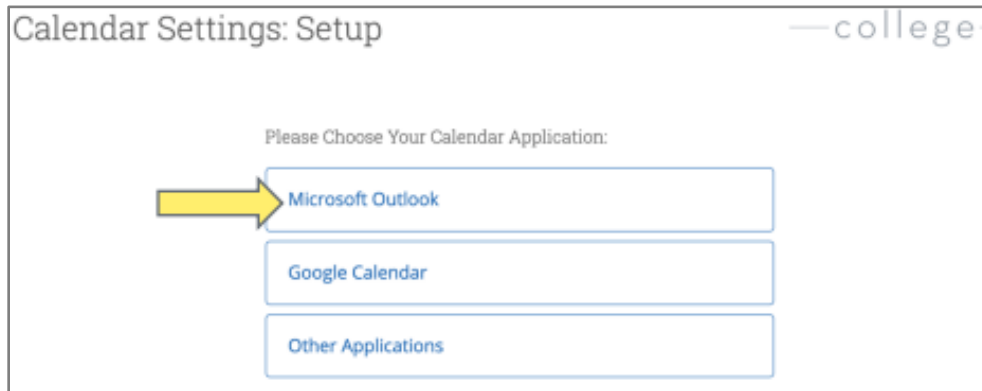 Calendar Settings: Setup
college
Please Choose Your Calendar Application:
Microsoft Outlook
Google Calendar
Other Applications